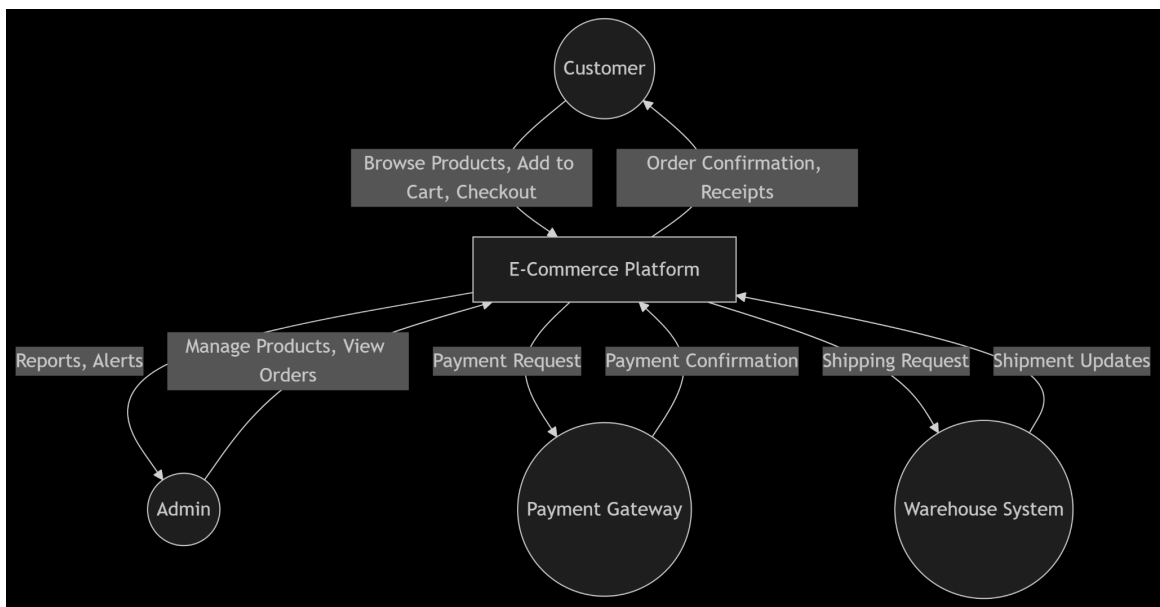 Customer
Browse Products, Add to
Cart, Checkout
Order Confirmation,
Receipts
E-Commerce Platform
Reports, Alerts
Manage Products, View
Orders
Payment Request
Payment Confirmation
Shipping Request
Shipment Updates
Admin
Payment Gateway
Warehouse System